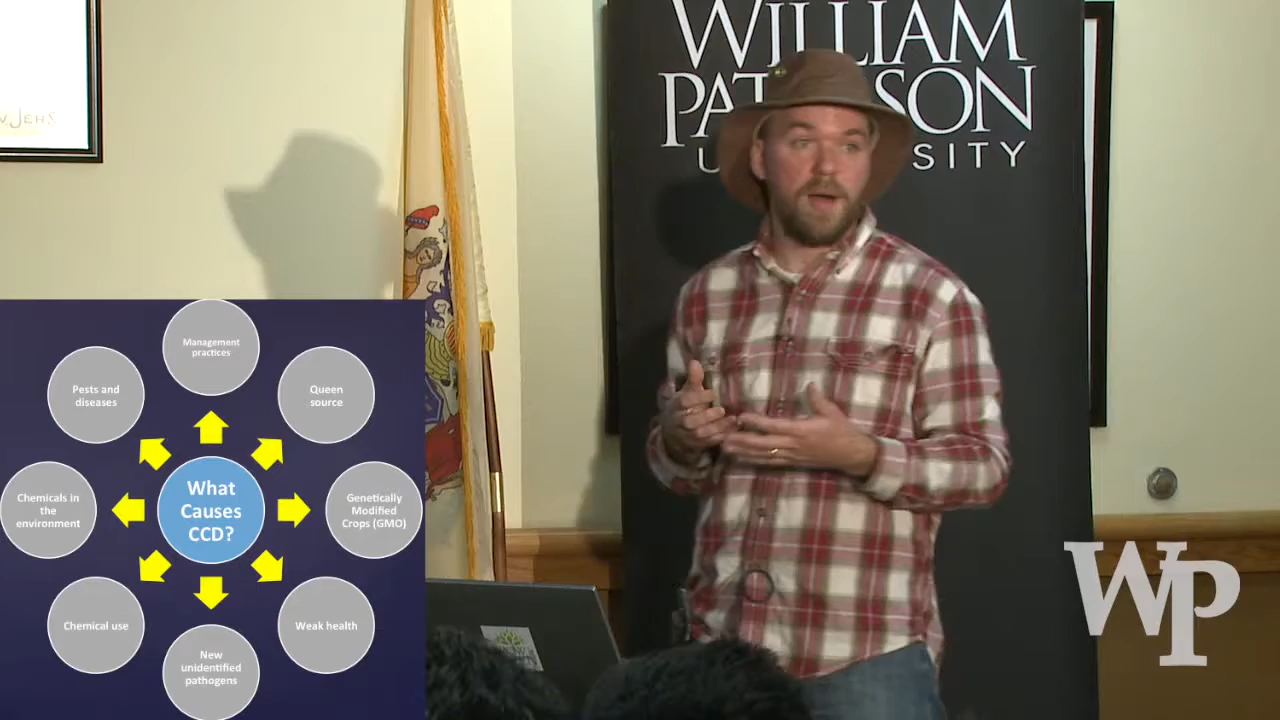 WILLIAM
UNIVERSITY
Management
practices
Pests and
diseases
Queen
source
Chemicals in
the
environment
What
Causes
CCD?
Genetically
Modified
Crops (GMO)
Chemical use
Weak health
New
unidentified
pathogens
WP